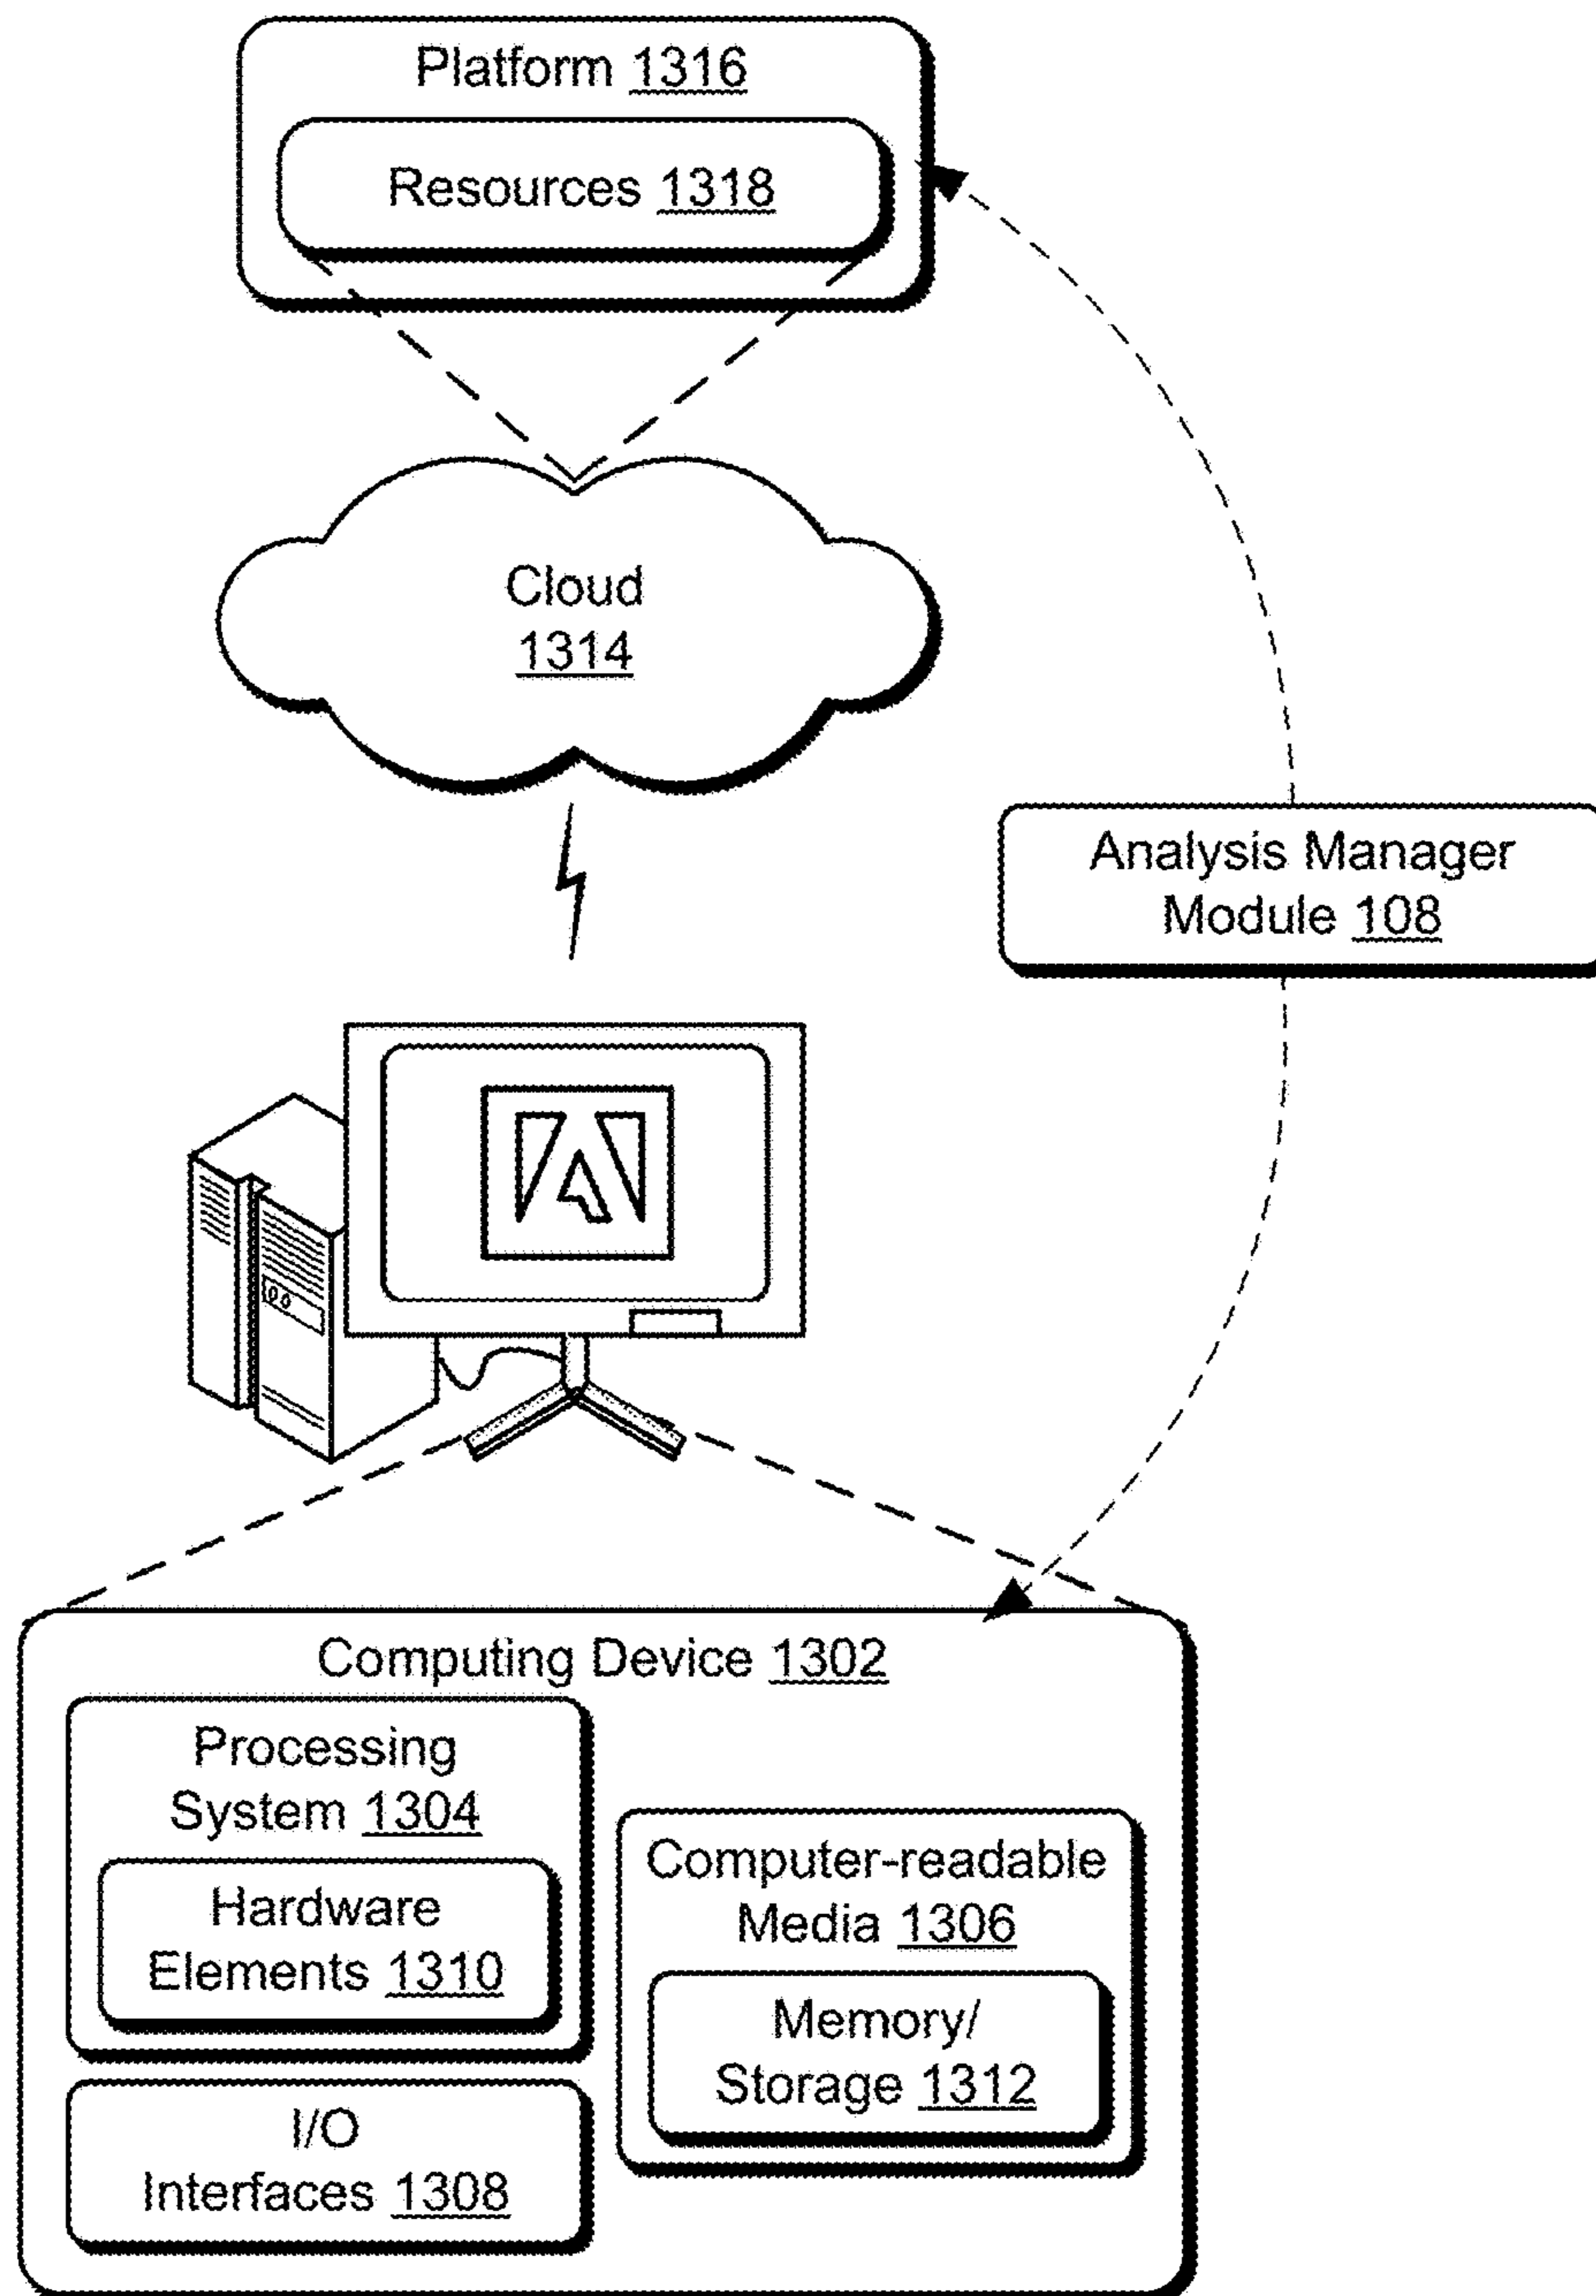 Platform 1316
Resources 1318
Cloud
1314
Analysis Manager
Module 108
Computing Device 1302
Processing
System 1304
Hardware
Elements 1310
Computer-readable
Media 1306
Memory/
Storage 1312
I/O
Interfaces 1308